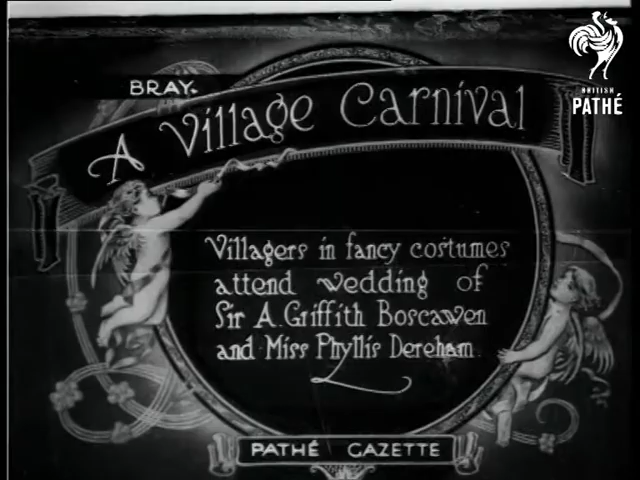 BRAY.
A Village Carnival
BRITISH
PATHÉ
Villagers in fancy costumes
attend wedding of
Sir A. Griffith Boscawen
and Miss Phyllis Dereham
PATHÉ GAZETTE